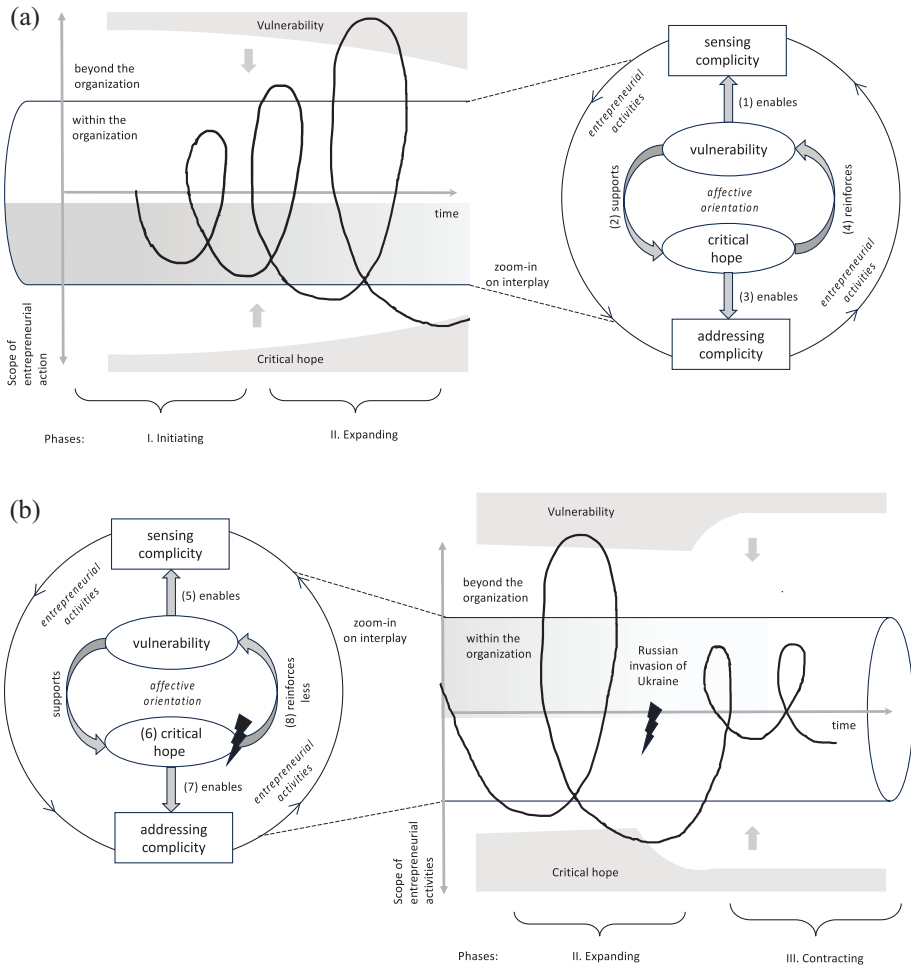 (a)
Vulnerability
beyond the
organization
within the
organization
time
zoom-in
on interplay
Scope of
entrepreneurial
action
Critical hope
Phases:
I. Initiating
II. Expanding
sensing
complicity
entrepreneurial
activities
(1) enables
vulnerability
(2) supports
affective
orientation
(4) reinforces
critical
hope
(3) enables
entrepreneurial
activities
addressing
complicity
(b)
sensing
complicity
entrepreneurial
activities
(5) enables
vulnerability
supports
affective
orientation
(8) reinforces
less
(6) critical
hope
(7) enables
entrepreneurial
activities
addressing
complicity
zoom-in
on interplay
Vulnerability
beyond the
organization
within the
organization
Russian
invasion of
Ukraine
time
Scope of
entrepreneurial
activities
Critical hope
Phases:
II. Expanding
III. Contracting